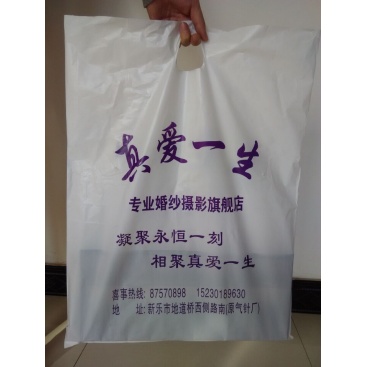 真爱一生
专业婚纱摄影旗舰店
凝聚永恒一刻
相聚真爱一生
喜事热线: 87570898 15230189630
地 址: 新乐市地道桥西侧路南(原气针厂)